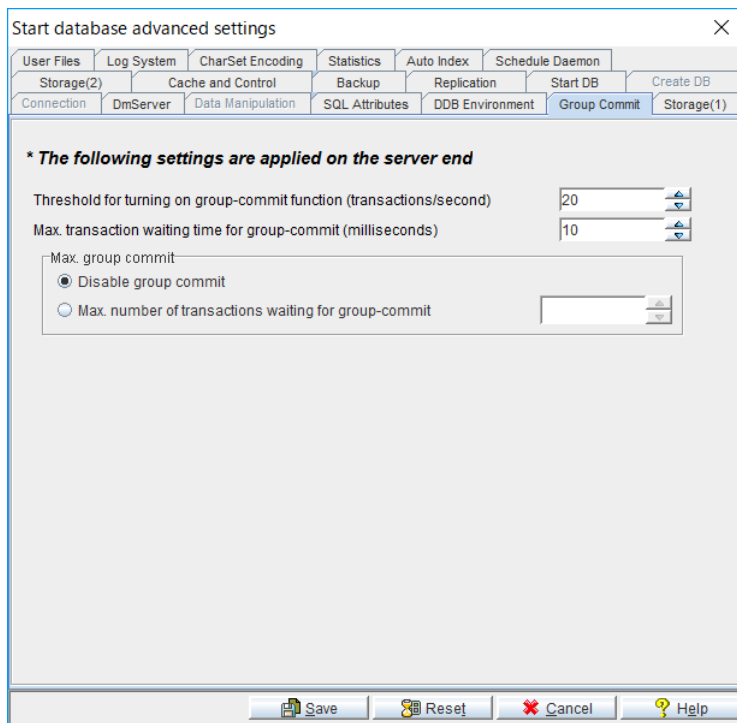 Start database advanced settings
User Files Log System CharSet Encoding Statistics Auto Index Schedule Daemon
Storage(2) Cache and Control Backup Replication Start DB Create DB
Connection DmServer Data Manipulation SQL Attributes DDB Environment Group Commit Storage(1)
* The following settings are applied on the server end
Threshold for turning on group-commit function (transactions/second) 20
Max. transaction waiting time for group-commit (milliseconds) 10
Max. group commit
Disable group commit
Max. number of transactions waiting for group-commit
Save Reset Cancel Help